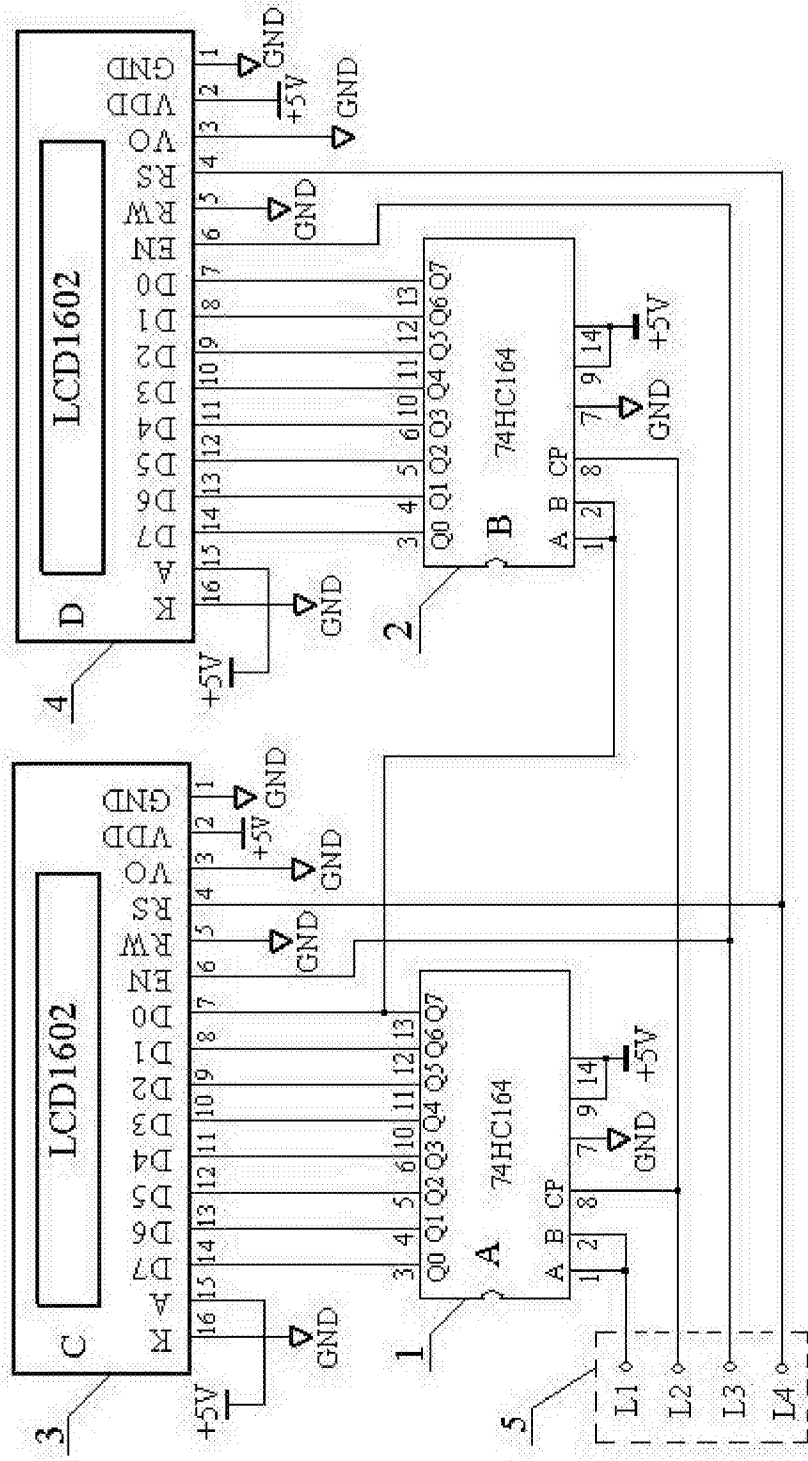 3
C
LCD1602
K A D7 D6 D5 D4 D3 D2 D1 D0 EN RW RS VO VDD GND
16 15 14 13 12 11 10 9 8 7 6 5 4 3 2 1
+5V
GND
GND
GND
+5V
GND
4
D
LCD1602
K A D7 D6 D5 D4 D3 D2 D1 D0 EN RW RS VO VDD GND
16 15 14 13 12 11 10 9 8 7 6 5 4 3 2 1
+5V
GND
GND
GND
+5V
GND
1
3 4 5 6 10 11 12 13
Q0 Q1 Q2 Q3 Q4 Q5 Q6 Q7
A
74HC164
A B CP
1 2 8 7 9 14
GND
+5V
2
3 4 5 6 10 11 12 13
Q0 Q1 Q2 Q3 Q4 Q5 Q6 Q7
B
74HC164
A B CP
1 2 8 7 9 14
GND
+5V
5
L1
L2
L3
L4